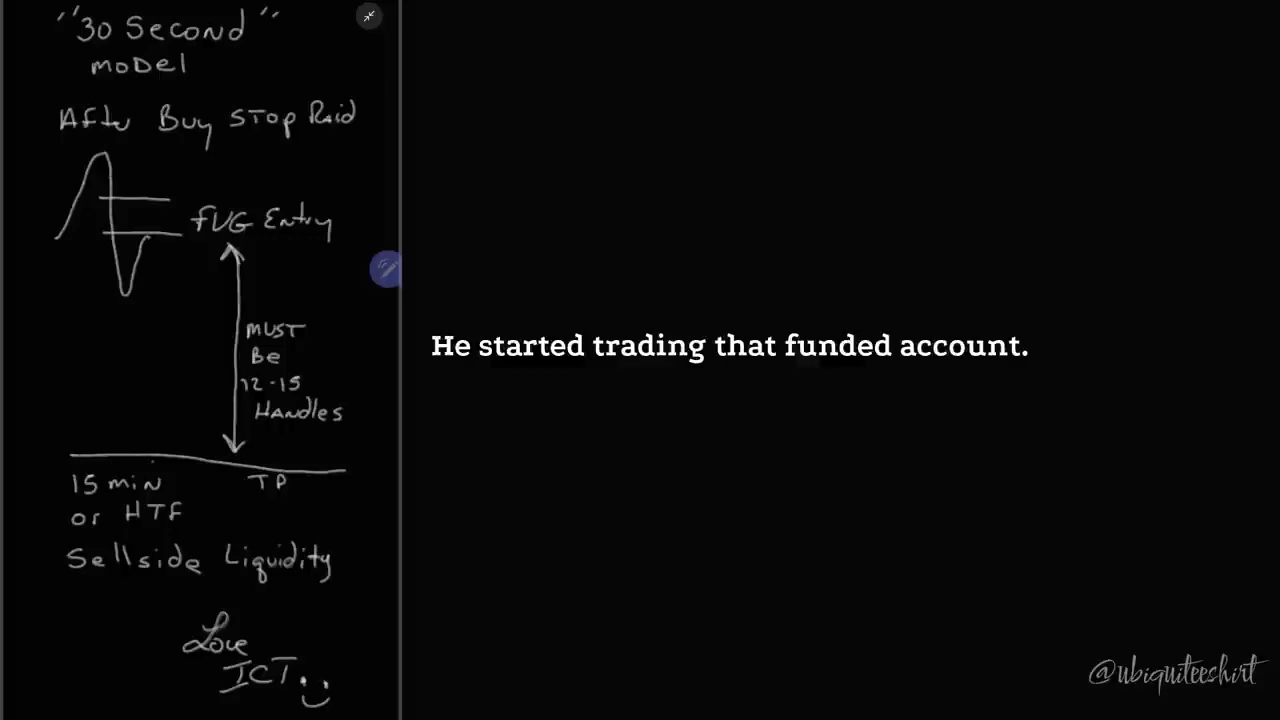 "30 Second"
moDel
After Buy STop Raid
FVG Entry
MUST
Be
12-15
HANDles
15 min
TP
or HTF
Sellside Liquidity
Love
ICT
He started trading that funded account.
@ubiquiteeshirt